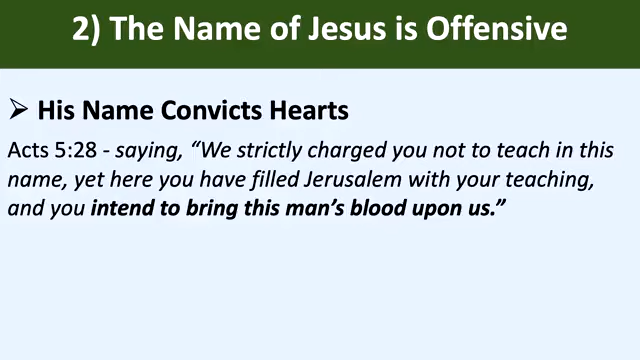 2) The Name of Jesus is Offensive
➢ His Name Convicts Hearts
Acts 5:28 - saying, “We strictly charged you not to teach in this
name, yet here you have filled Jerusalem with your teaching,
and you intend to bring this man’s blood upon us.”